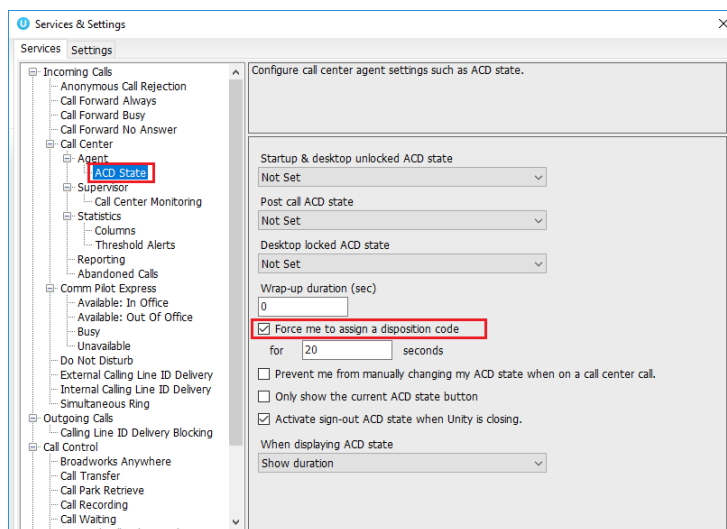 Services & Settings
Services Settings
Incoming Calls
Anonymous Call Rejection
Call Forward Always
Call Forward Busy
Call Forward No Answer
Call Center
Agent
ACD State
Supervisor
Call Center Monitoring
Statistics
Columns
Threshold Alerts
Reporting
Abandoned Calls
Comm Pilot Express
Available: In Office
Available: Out Of Office
Busy
Unavailable
Do Not Disturb
External Calling Line ID Delivery
Internal Calling Line ID Delivery
Simultaneous Ring
Outgoing Calls
Calling Line ID Delivery Blocking
Call Control
Broadworks Anywhere
Call Transfer
Call Park Retrieve
Call Recording
Call Waiting
Configure call center agent settings such as ACD state.
Startup & desktop unlocked ACD state
Not Set
Post call ACD state
Not Set
Desktop locked ACD state
Not Set
Wrap-up duration (sec)
0
Force me to assign a disposition code
for 20 seconds
Prevent me from manually changing my ACD state when on a call center call.
Only show the current ACD state button
Activate sign-out ACD state when Unity is closing.
When displaying ACD state
Show duration